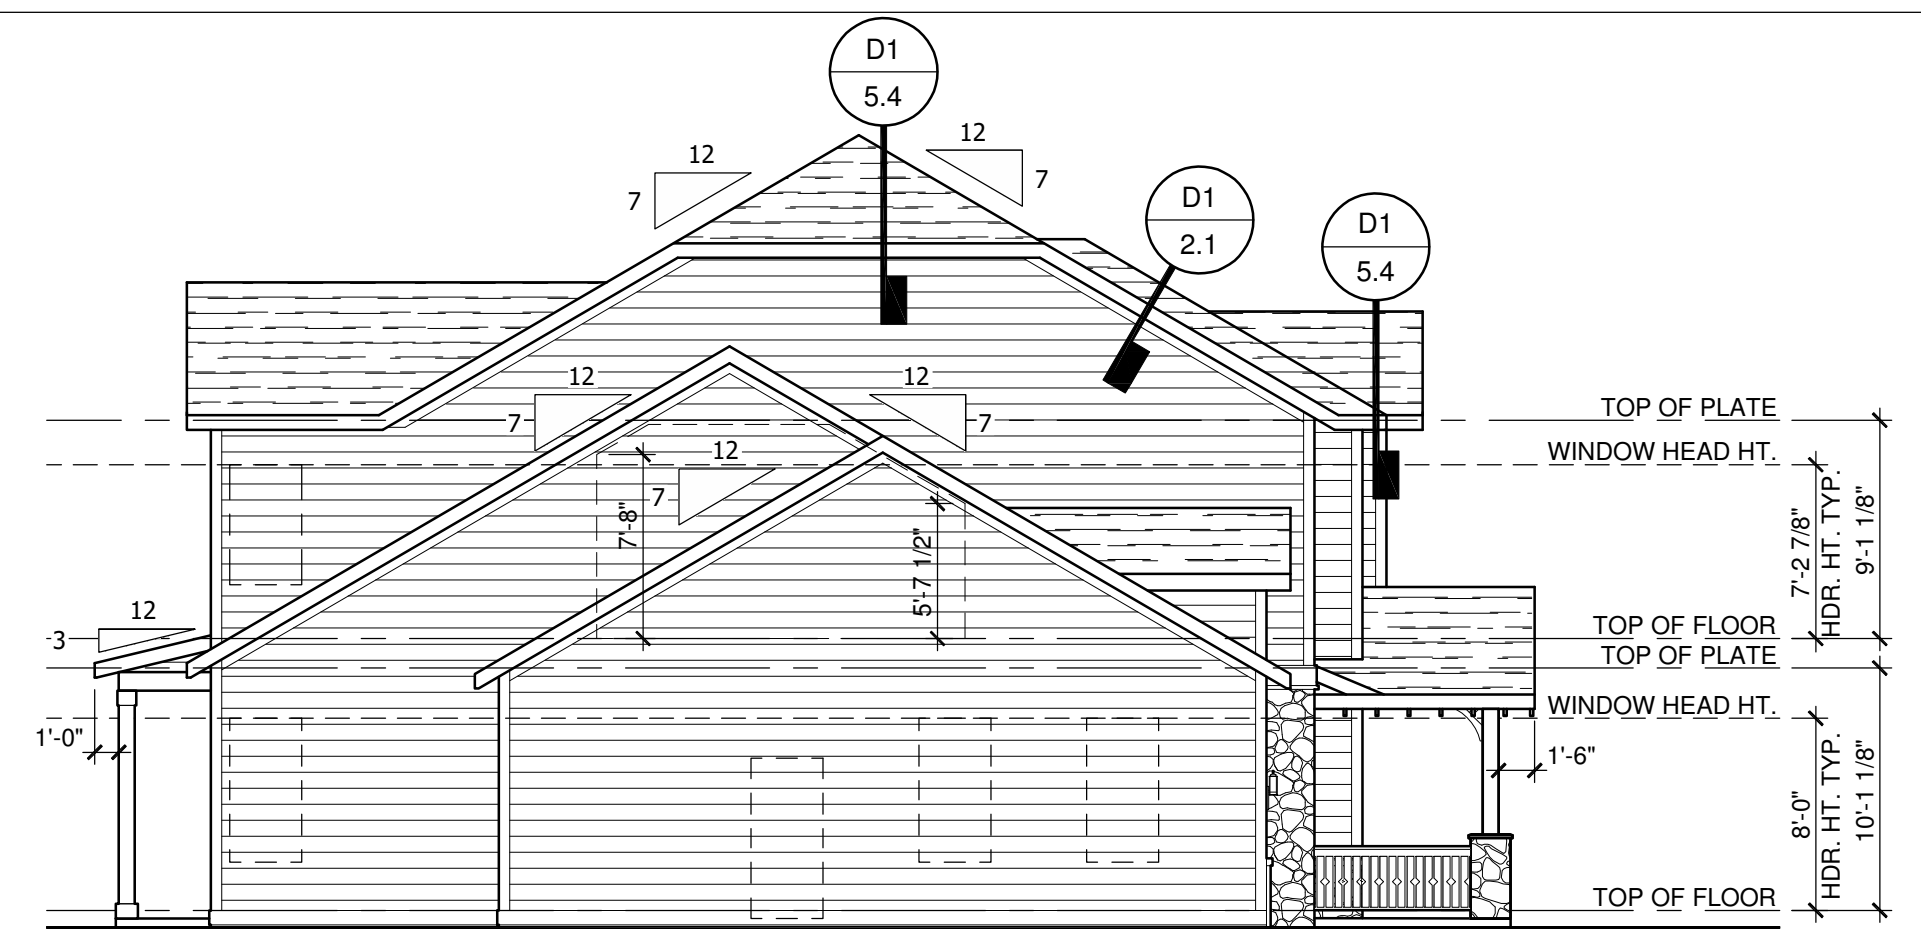 D1
5.4
12
7
12
7
D1
2.1
D1
5.4
12
7
12
7
12
7
7'-8"
5'-7 1/2"
12
3
1'-0"
TOP OF PLATE
WINDOW HEAD HT.
7'-2 7/8"
HDR. HT. TYP.
9'-1 1/8"
TOP OF FLOOR
TOP OF PLATE
WINDOW HEAD HT.
1'-6"
8'-0"
HDR. HT. TYP.
10'-1 1/8"
TOP OF FLOOR